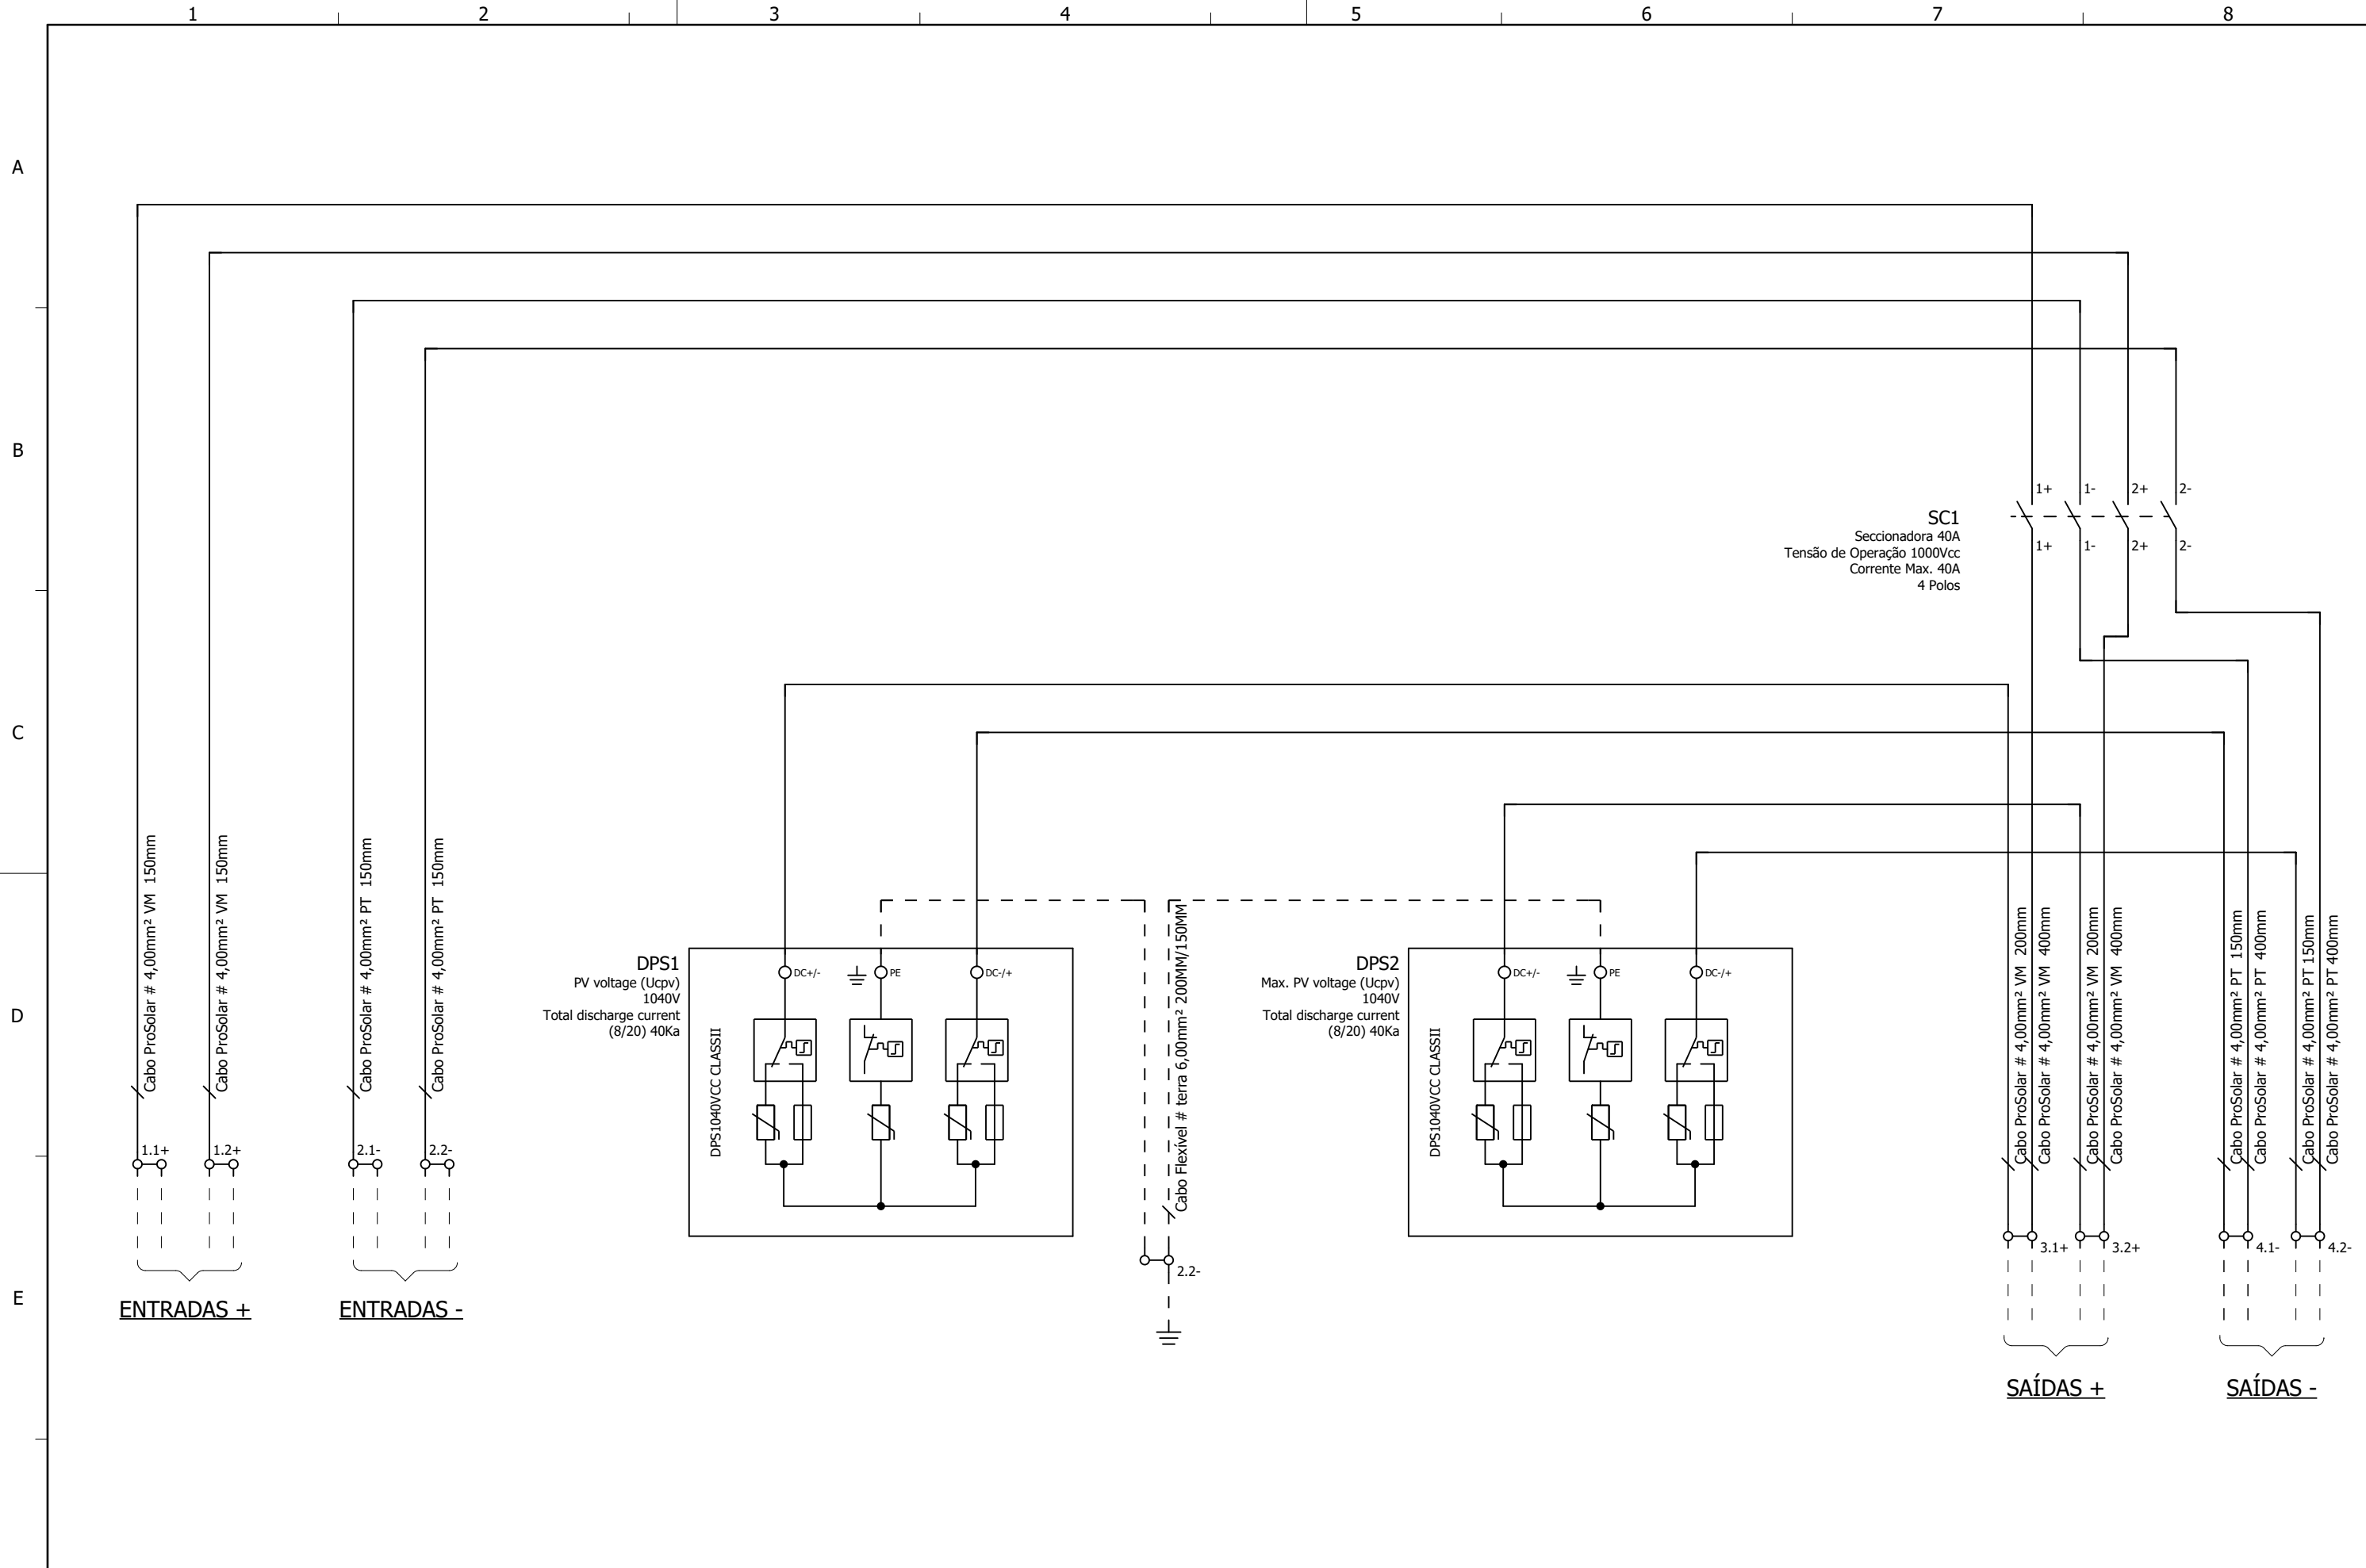 1 2 3 4 5 6 7 8
A
B
C
D
E
1+ 1- 2+ 2-
SC1
Seccionadora 40A
Tensão de Operação 1000Vcc
Corrente Max. 40A
4 Polos
1+ 1- 2+ 2-
Cabo ProSolar # 4,00mm² VM 150mm
Cabo ProSolar # 4,00mm² VM 150mm
Cabo ProSolar # 4,00mm² PT 150mm
Cabo ProSolar # 4,00mm² PT 150mm
1.1+ 1.2+ 2.1- 2.2-
ENTRADAS +
ENTRADAS -
DPS1
PV voltage (Ucpv)
1040V
Total discharge current
(8/20) 40Ka
DPS1040VCC CLASSII
DC+/- PE DC-/+
Cabo Flexível # terra 6,00mm² 200MM/150MM
2.2-
DPS2
Max. PV voltage (Ucpv)
1040V
Total discharge current
(8/20) 40Ka
DPS1040VCC CLASSII
DC+/- PE DC-/+
Cabo ProSolar # 4,00mm² VM 200mm
Cabo ProSolar # 4,00mm² VM 400mm
Cabo ProSolar # 4,00mm² VM 200mm
Cabo ProSolar # 4,00mm² VM 400mm
Cabo ProSolar # 4,00mm² PT 150mm
Cabo ProSolar # 4,00mm² PT 400mm
Cabo ProSolar # 4,00mm² PT 150mm
Cabo ProSolar # 4,00mm² PT 400mm
3.1+ 3.2+ 4.1- 4.2-
SAÍDAS +
SAÍDAS -